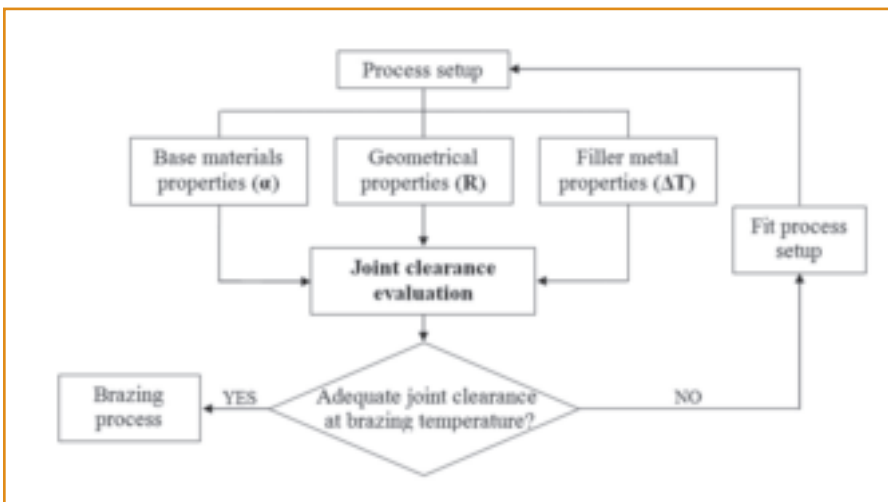 Process setup
Base materials
properties (α)
Geometrical
properties (R)
Filler metal
properties (ΔT)
Fit process
setup
Joint clearance
evaluation
Adequate joint clearance
at brazing temperature?
YES
NO
Brazing
process